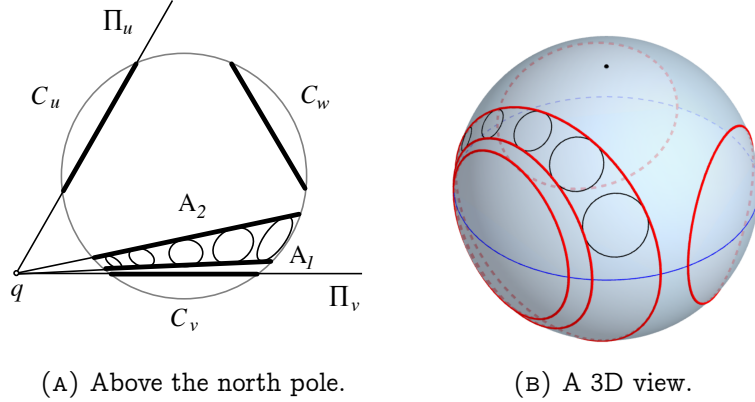 Π_u
C_u
C_w
A_2
A_1
q
Π_v
C_v
(A) Above the north pole.
(B) A 3D view.